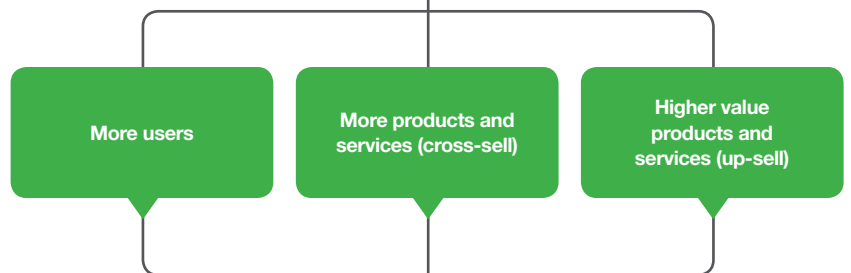 More users
More products and
services (cross-sell)
Higher value
products and
services (up-sell)